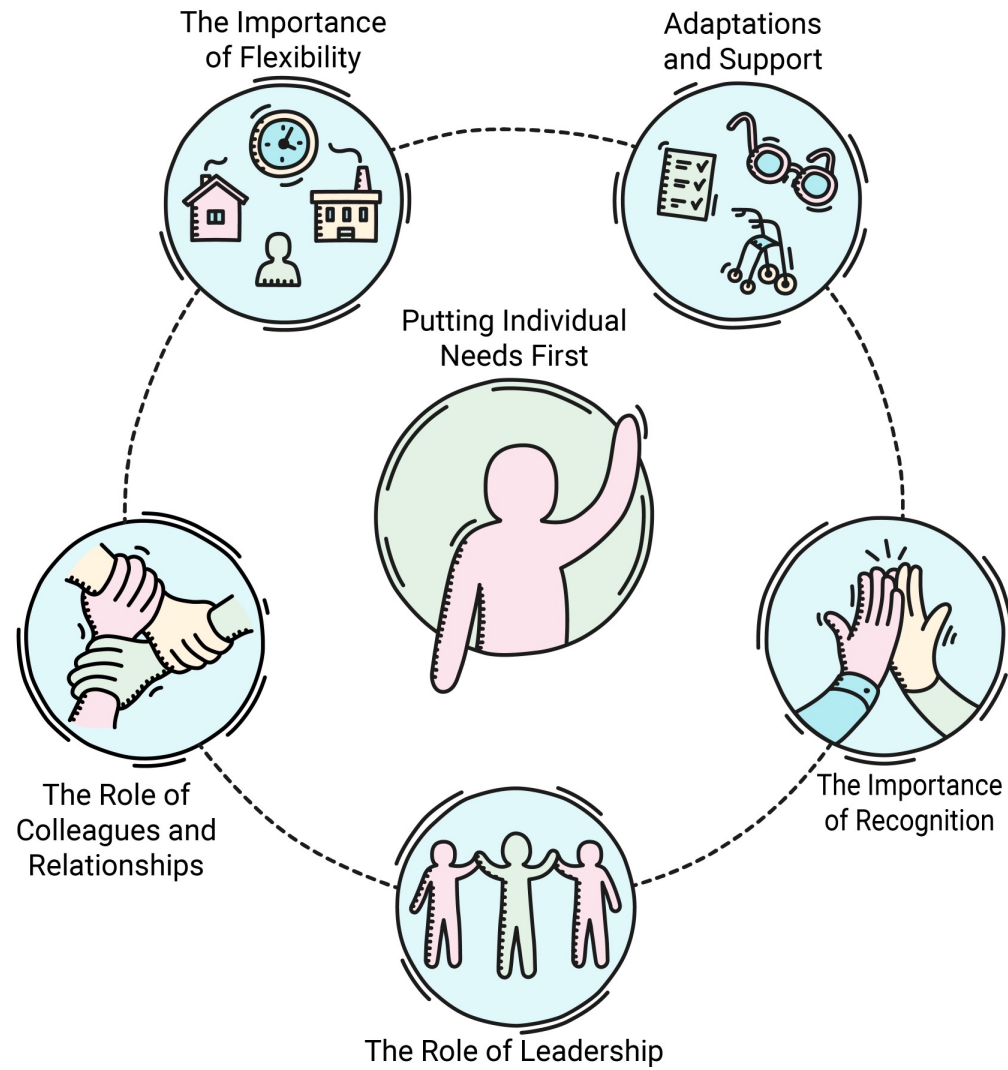 The Importance
of Flexibility
Adaptations
and Support
Putting Individual
Needs First
The Role of
Colleagues and
Relationships
The Importance
of Recognition
The Role of Leadership